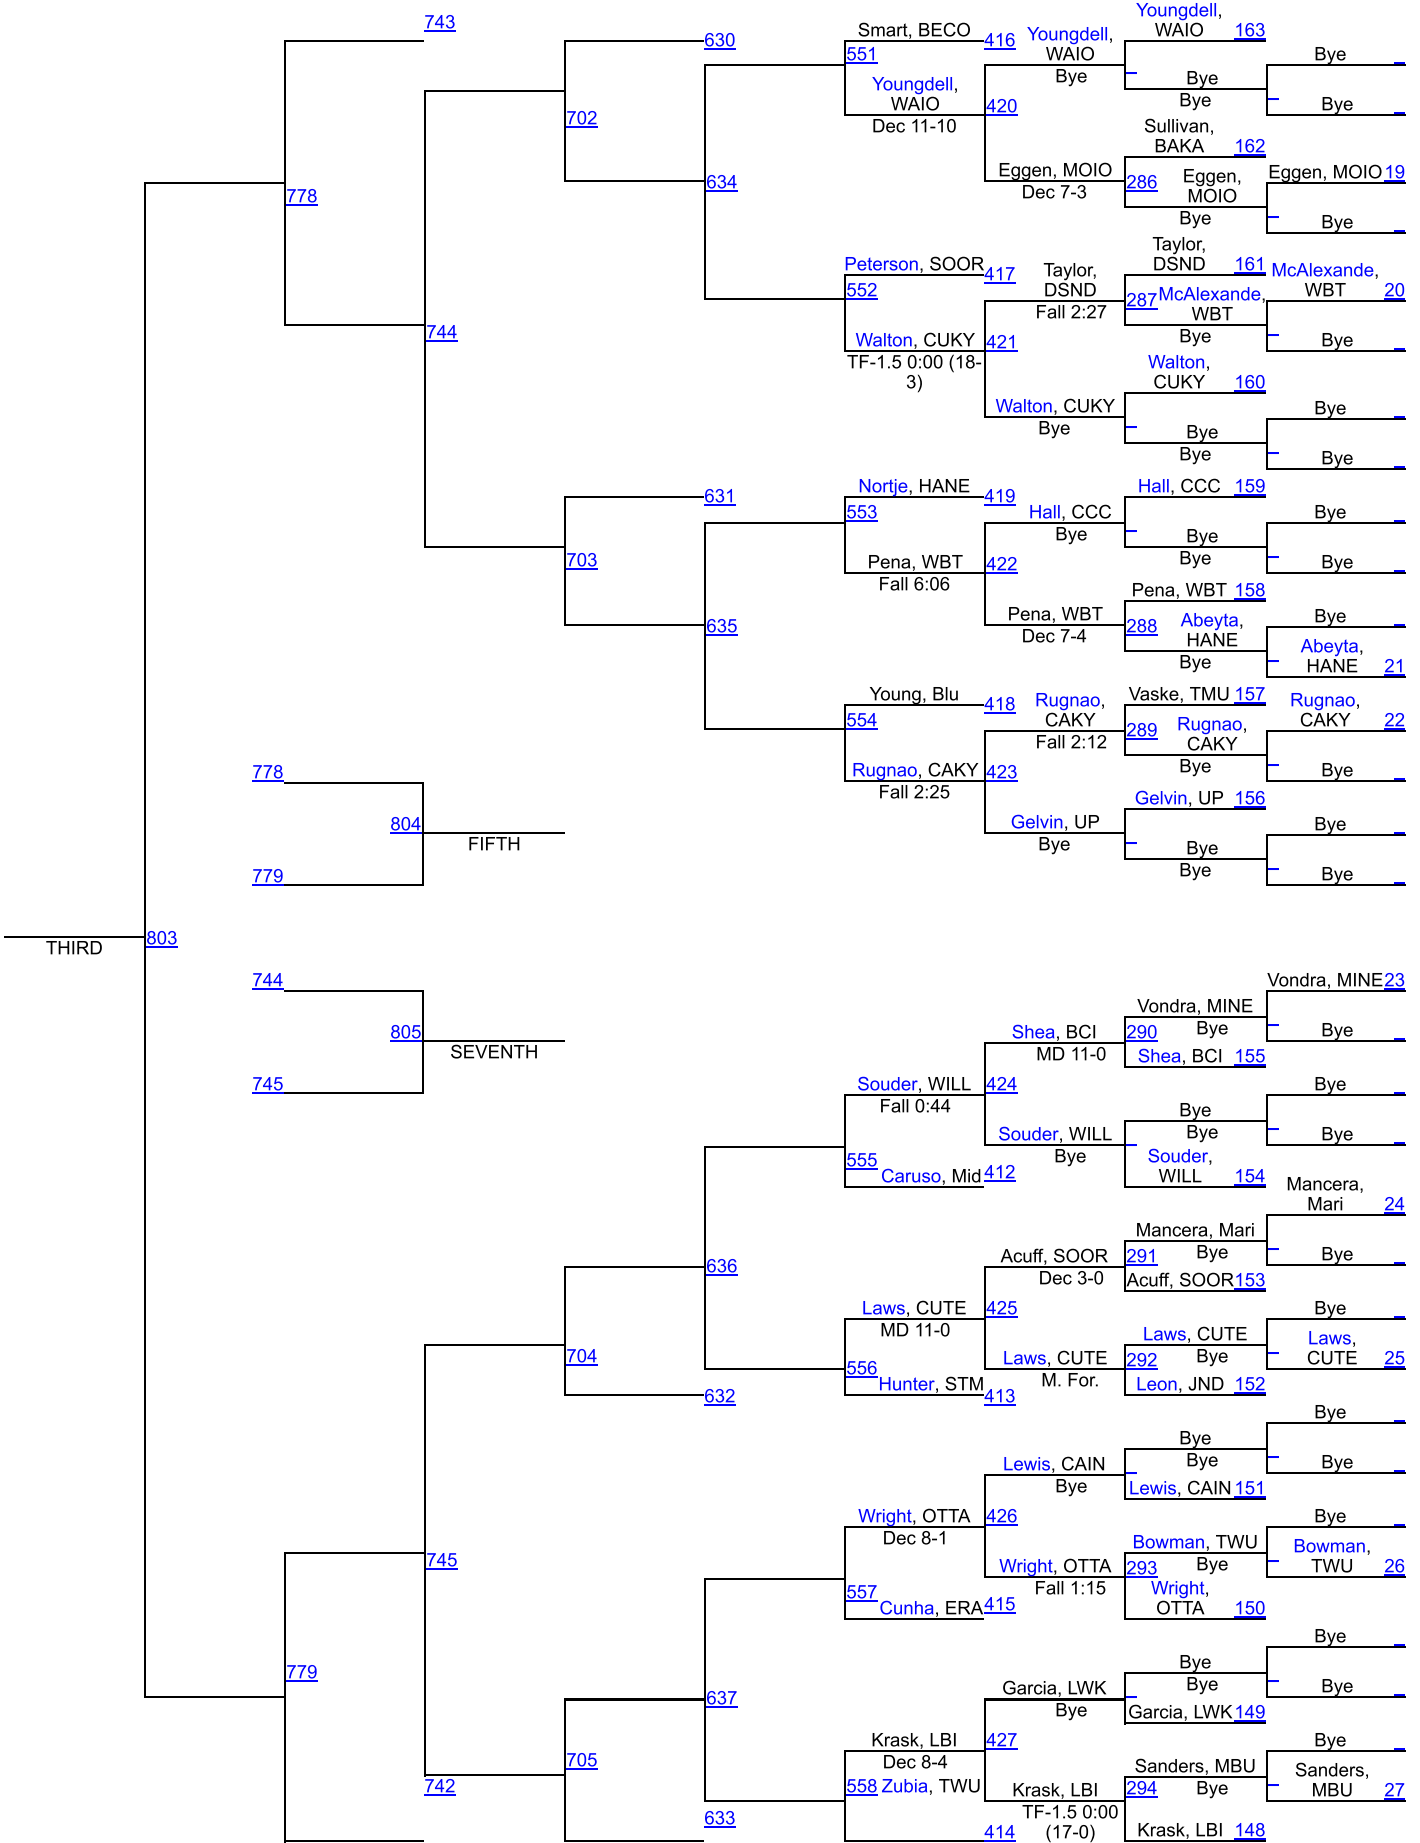 743
630
Smart, BECO
416
551
Youngdell,
WAIO
Dec 11-10
Youngdell,
WAIO
Bye
420
Youngdell,
WAIO 163
Bye
Bye
Bye
Bye
702
634
Eggen, MOIO
Dec 7-3
Sullivan,
BAKA 162
286
Eggen,
MOIO
Bye
Eggen, MOIO 19
Bye
778
Peterson, SOOR
417
552
Walton, CUKY
TF-1.5 0:00 (18-
3)
Taylor,
DSND
Fall 2:27
421
Taylor,
DSND 161
287
McAlexande,
WBT
Bye
McAlexande,
WBT 20
Bye
744
Walton, CUKY
Bye
Walton,
CUKY 160
Bye
Bye
Bye
Bye
631
Nortje, HANE
419
553
Pena, WBT
Fall 6:06
Hall, CCC
Bye
422
Hall, CCC 159
Bye
Bye
Bye
Bye
703
635
Pena, WBT
Dec 7-4
Pena, WBT 158
288
Abeyta,
HANE
Bye
Bye
Abeyta,
HANE 21
Young, Blu
418
554
Rugnao, CAKY
Fall 2:25
Rugnao,
CAKY
Fall 2:12
423
Vaske, TMU 157
289
Rugnao,
CAKY
Bye
Rugnao,
CAKY 22
Bye
Gelvin, UP
Bye
Gelvin, UP 156
Bye
Bye
Bye
Bye
778
804
FIFTH
779
THIRD
803
744
805
SEVENTH
745
Souder, WILL
Fall 0:44
555
Caruso, Mid
412
Shea, BCI
MD 11-0
424
Vondra, MINE
290
Bye
Shea, BCI 155
Vondra, MINE 23
Bye
Souder, WILL
Bye
Bye
Bye
Souder,
WILL 154
Bye
Bye
636
Laws, CUTE
MD 11-0
556
Hunter, STM
413
Acuff, SOOR
Dec 3-0
425
Mancera, Mari
291
Bye
Acuff, SOOR 153
Mancera,
Mari 24
Bye
704
632
Laws, CUTE
M. For.
Laws, CUTE
292
Bye
Leon, JND 152
Bye
Laws,
CUTE 25
745
Wright, OTTA
Dec 8-1
557
Cunha, ERA
415
Lewis, CAIN
Bye
426
Bye
Bye
Lewis, CAIN 151
Bye
Bye
Wright, OTTA
Fall 1:15
Bowman, TWU
293
Bye
Wright,
OTTA 150
Bye
Bowman,
TWU 26
779
637
Garcia, LWK
Bye
Bye
Bye
Garcia, LWK 149
Bye
Bye
742
705
633
Krask, LBI
Dec 8-4
558
Zubia, TWU
414
427
Krask, LBI
TF-1.5 0:00
(17-0)
Sanders, MBU
294
Bye
Krask, LBI 148
Bye
Sanders,
MBU 27